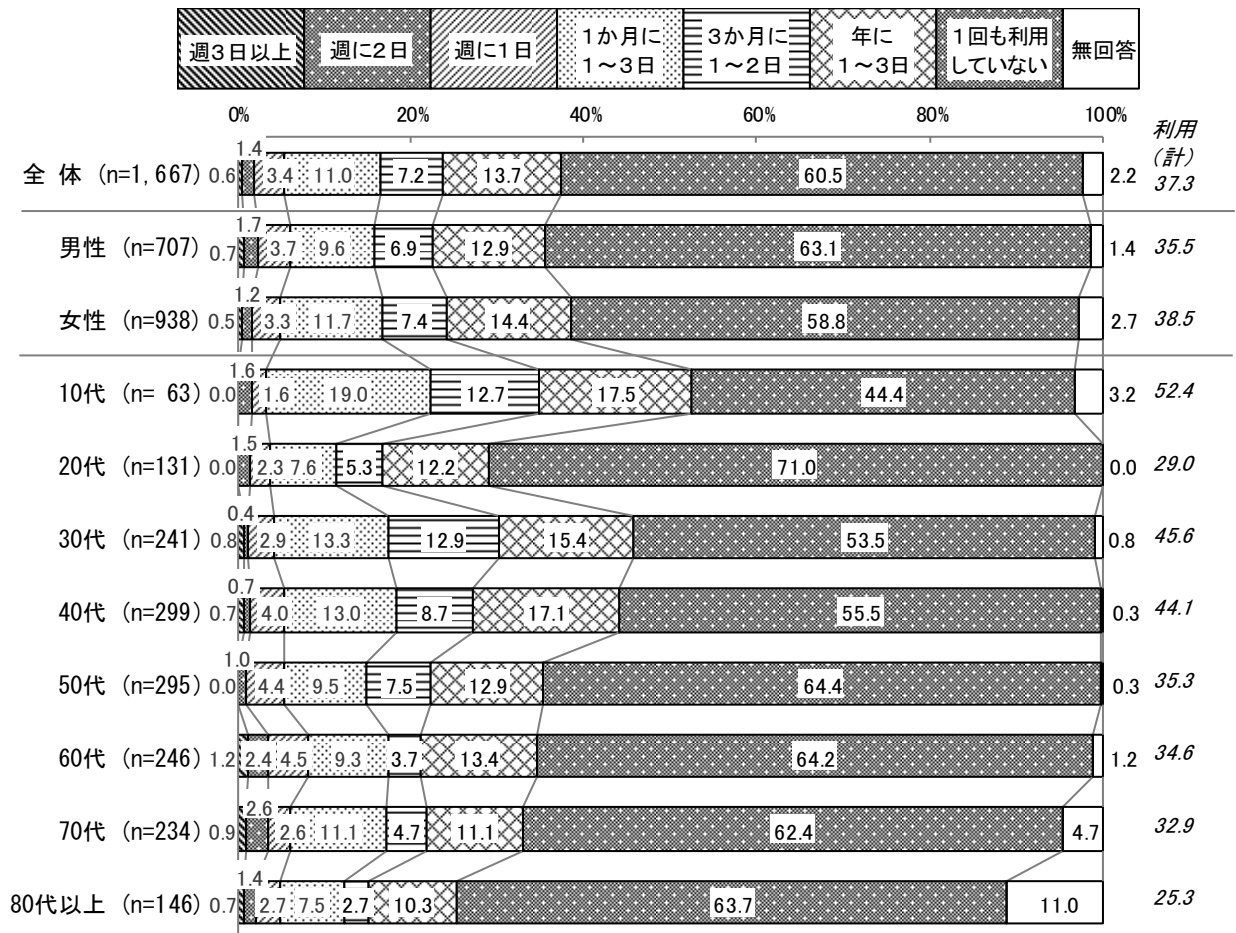 週3日以上 週に2日 週に1日 1か月に 1～3日 3か月に 1～2日 年に 1～3日 1回も利用 していない 無回答
0% 20% 40% 60% 80% 100%
利用
(計)
全 体 (n=1,667) 0.6 1.4 3.4 11.0 7.2 13.7 60.5 2.2 37.3
男性 (n=707) 0.7 1.7 3.7 9.6 6.9 12.9 63.1 1.4 35.5
女性 (n=938) 0.5 1.2 3.3 11.7 7.4 14.4 58.8 2.7 38.5
10代 (n= 63) 0.0 1.6 1.6 19.0 12.7 17.5 44.4 3.2 52.4
20代 (n=131) 0.0 1.5 2.3 7.6 5.3 12.2 71.0 0.0 29.0
30代 (n=241) 0.8 0.4 2.9 13.3 12.9 15.4 53.5 0.8 45.6
40代 (n=299) 0.7 0.7 4.0 13.0 8.7 17.1 55.5 0.3 44.1
50代 (n=295) 0.0 1.0 4.4 9.5 7.5 12.9 64.4 0.3 35.3
60代 (n=246) 1.2 2.4 4.5 9.3 3.7 13.4 64.2 1.2 34.6
70代 (n=234) 0.9 2.6 2.6 11.1 4.7 11.1 62.4 4.7 32.9
80代以上 (n=146) 0.7 1.4 2.7 7.5 2.7 10.3 63.7 11.0 25.3